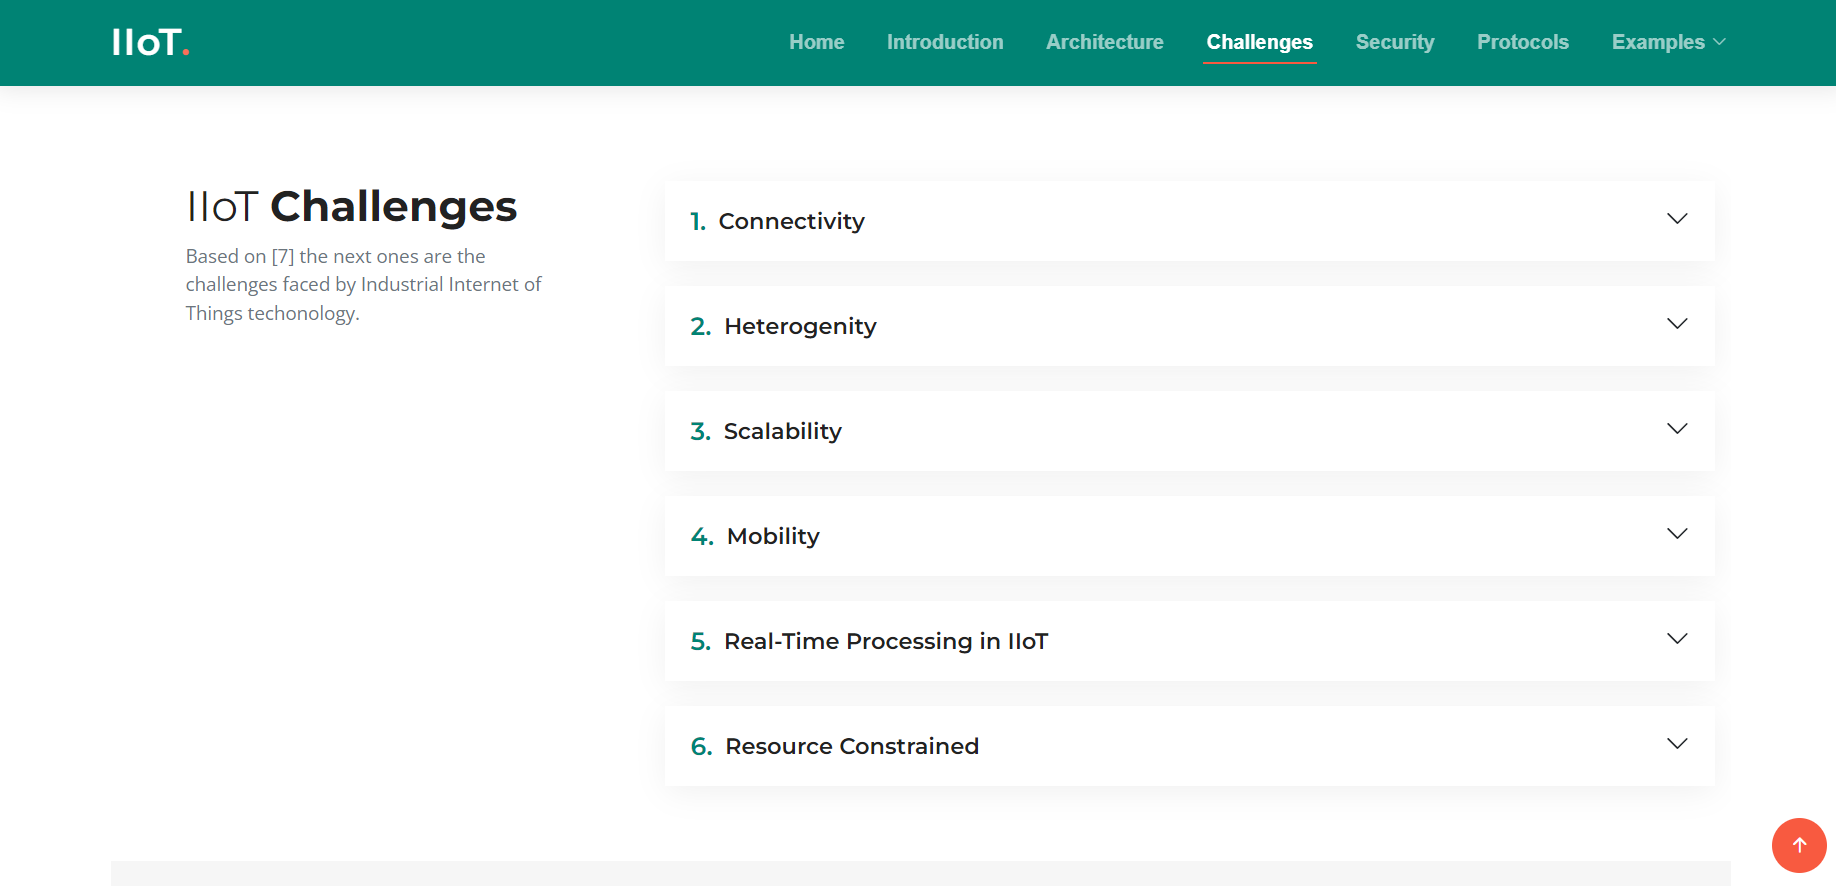 IIoT.
Home Introduction Architecture Challenges Security Protocols Examples
IIoT Challenges
Based on [7] the next ones are the
challenges faced by Industrial Internet of
Things techonology.
1. Connectivity
2. Heterogenity
3. Scalability
4. Mobility
5. Real-Time Processing in IIoT
6. Resource Constrained